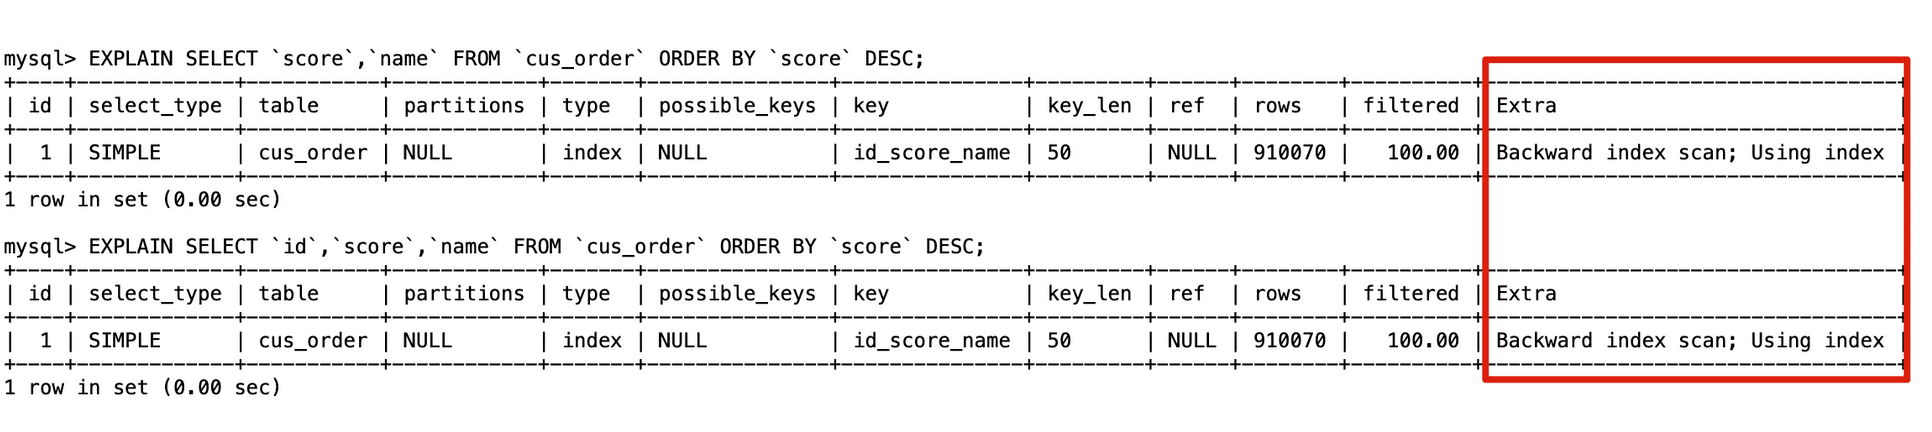 mysql> EXPLAIN SELECT `score`,`name` FROM `cus_order` ORDER BY `score` DESC;
+----+-------------+-----------+------------+-------+---------------+---------------+---------+------+--------+----------+----------------------------------+
| id | select_type | table | partitions | type | possible_keys | key | key_len | ref | rows | filtered | Extra |
+----+-------------+-----------+------------+-------+---------------+---------------+---------+------+--------+----------+----------------------------------+
| 1 | SIMPLE | cus_order | NULL | index | NULL | id_score_name | 50 | NULL | 910070 | 100.00 | Backward index scan; Using index |
+----+-------------+-----------+------------+-------+---------------+---------------+---------+------+--------+----------+----------------------------------+
1 row in set (0.00 sec)
mysql> EXPLAIN SELECT `id`,`score`,`name` FROM `cus_order` ORDER BY `score` DESC;
+----+-------------+-----------+------------+-------+---------------+---------------+---------+------+--------+----------+----------------------------------+
| id | select_type | table | partitions | type | possible_keys | key | key_len | ref | rows | filtered | Extra |
+----+-------------+-----------+------------+-------+---------------+---------------+---------+------+--------+----------+----------------------------------+
| 1 | SIMPLE | cus_order | NULL | index | NULL | id_score_name | 50 | NULL | 910070 | 100.00 | Backward index scan; Using index |
+----+-------------+-----------+------------+-------+---------------+---------------+---------+------+--------+----------+----------------------------------+
1 row in set (0.00 sec)